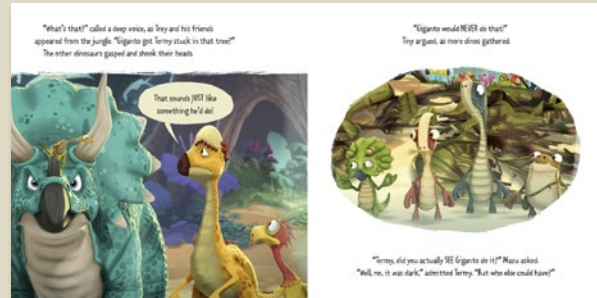 "What's that?" called a deep voice, as Trey and his friends
appeared from the jungle. "Giganto got Termy stuck in that tree?"
The other dinosaurs gasped and shook their heads.
That sounds JUST like
something he'd do!
"Giganto would NEVER do that!"
Tiny argued, as more dinos gathered.
"Termy, did you actually SEE Giganto do it?" Mazu asked.
"Well, no, it was dark," admitted Termy. "But who else could have?"